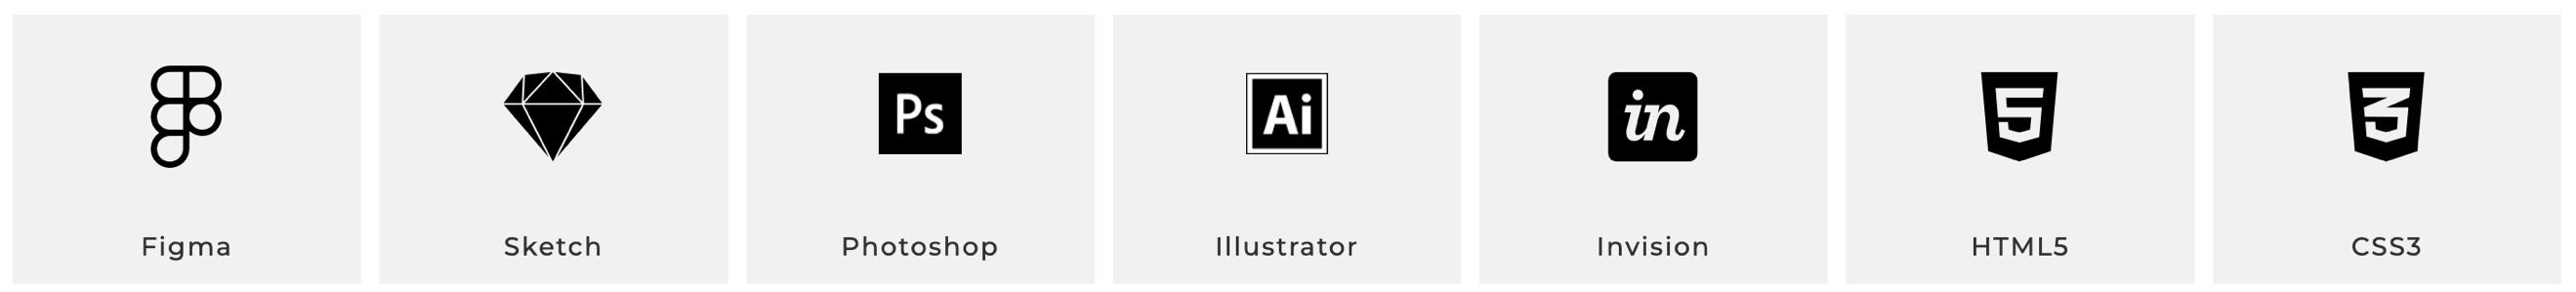 Ps
Ai
in
5
3
Figma
Sketch
Photoshop
Illustrator
Invision
HTML5
CSS3